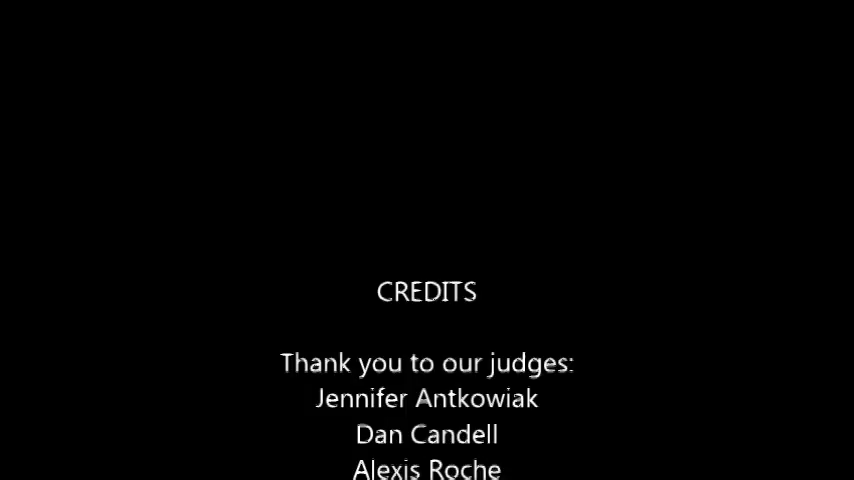 CREDITS
Thank you to our judges:
Jennifer Antkowiak
Dan Candell
Alexis Roche